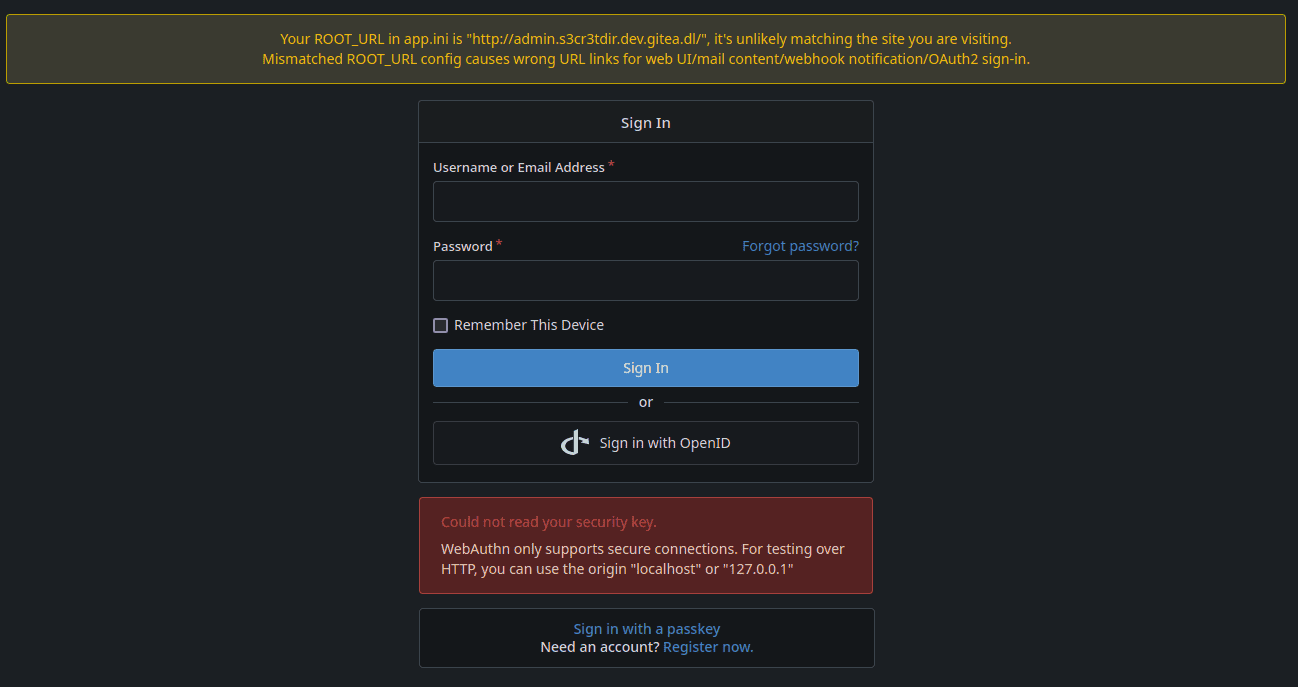 Your ROOT_URL in app.ini is "http://admin.s3cr3tdir.dev.gitea.dl/", it's unlikely matching the site you are visiting.
Mismatched ROOT_URL config causes wrong URL links for web UI/mail content/webhook notification/OAuth2 sign-in.
Sign In
Username or Email Address *
Password * Forgot password?
Remember This Device
Sign In
or
Sign in with OpenID
Could not read your security key.
WebAuthn only supports secure connections. For testing over
HTTP, you can use the origin "localhost" or "127.0.0.1"
Sign in with a passkey
Need an account? Register now.